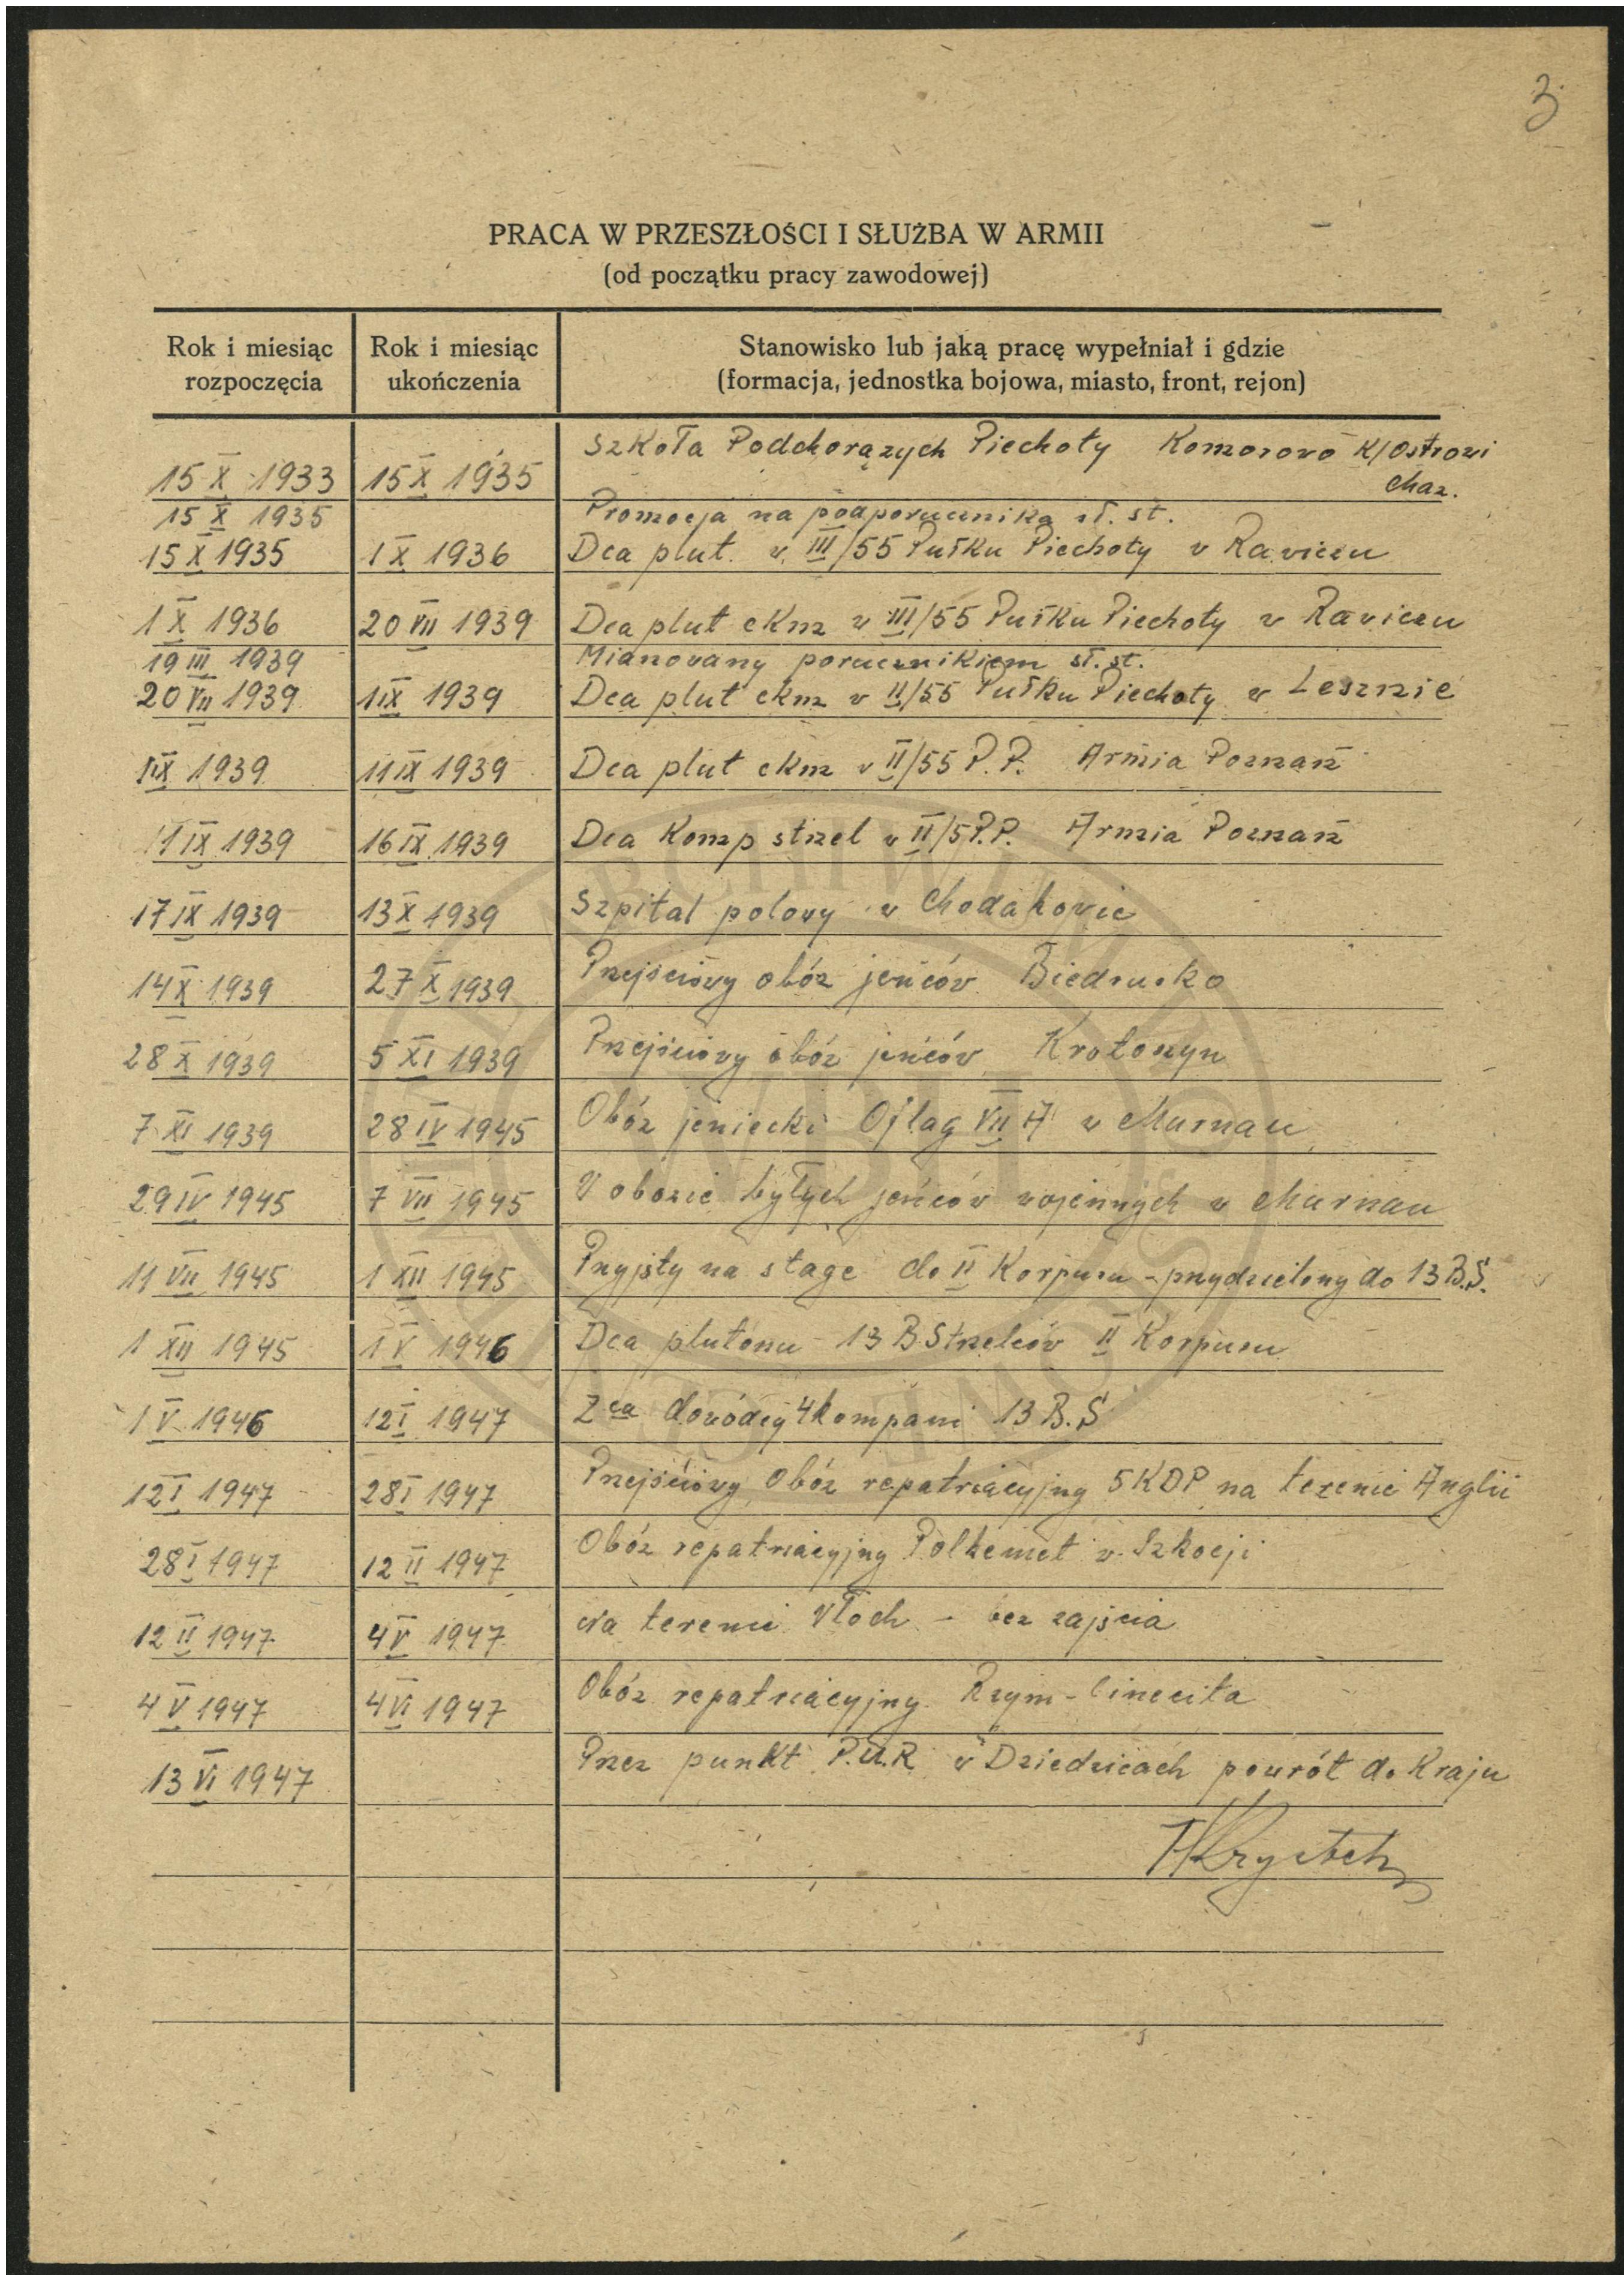 3
PRACA W PRZESZŁOŚCI I SŁUŻBA W ARMII
(od początku pracy zawodowej)
Rok i miesiąc rozpoczęcia Rok i miesiąc ukończenia Stanowisko lub jaką pracę wypełniał i gdzie (formacja, jednostka bojowa, miasto, front, rejon)
15 X 1933 15 X 1935 Szkoła Podchorążych Piechoty Komorowo K/Ostrowi Maz.
15 X 1935 Promocja na podporucznika sł. st.
15 X 1935 1 X 1936 Dca plut. w III/55 Pułku Piechoty w Rawiczu
1 X 1936 20 VII 1939 Dca plut ckm w III/55 Pułku Piechoty w Rawiczu
19 III 1939 Mianowany porucznikiem sł. st.
20 VII 1939 1 IX 1939 Dca plut ckm w II/55 Pułku Piechoty w Lesznie
1 IX 1939 11 IX 1939 Dca plut ckm w II/55 P.P. Armia Poznań
11 IX 1939 16 IX 1939 Dca Komp strzel w II/5 P.P. Armia Poznań
17 IX 1939 13 X 1939 Szpital polowy w Chodakowie
14 X 1939 27 X 1939 Przejściowy obóz jeńców Biedrusko
28 X 1939 5 XI 1939 Przejściowy obóz jeńców Krotoszyn
7 XI 1939 28 IV 1945 Obóz jeniecki Oflag VII A w Murnau
29 IV 1945 7 VII 1945 W obozie byłych jeńców wojennych w Murnau
11 VII 1945 1 XII 1945 Przyjęty na stage do II Korpusu - przydzielony do 13 B.S.
1 XII 1945 1 V 1946 Dca plutonu - 13 B Strzelców II Korpusu
1 V 1946 12 I 1947 Zca dowódcy 4 kompani 13 B.S
12 I 1947 28 I 1947 Przejściowy Obóz repatriacyjny 5 KDP na terenie Anglii
28 I 1947 12 II 1947 Obóz repatriacyjny Polkemet w Szkocji
12 II 1947 4 V 1947 Na terenie Włoch - bez zajęcia
4 V 1947 4 VI 1947 Obóz repatriacyjny Rzym - Cinecita
13 VI 1947 Przez punkt P.U.R w Dziedzicach powrót do Kraju